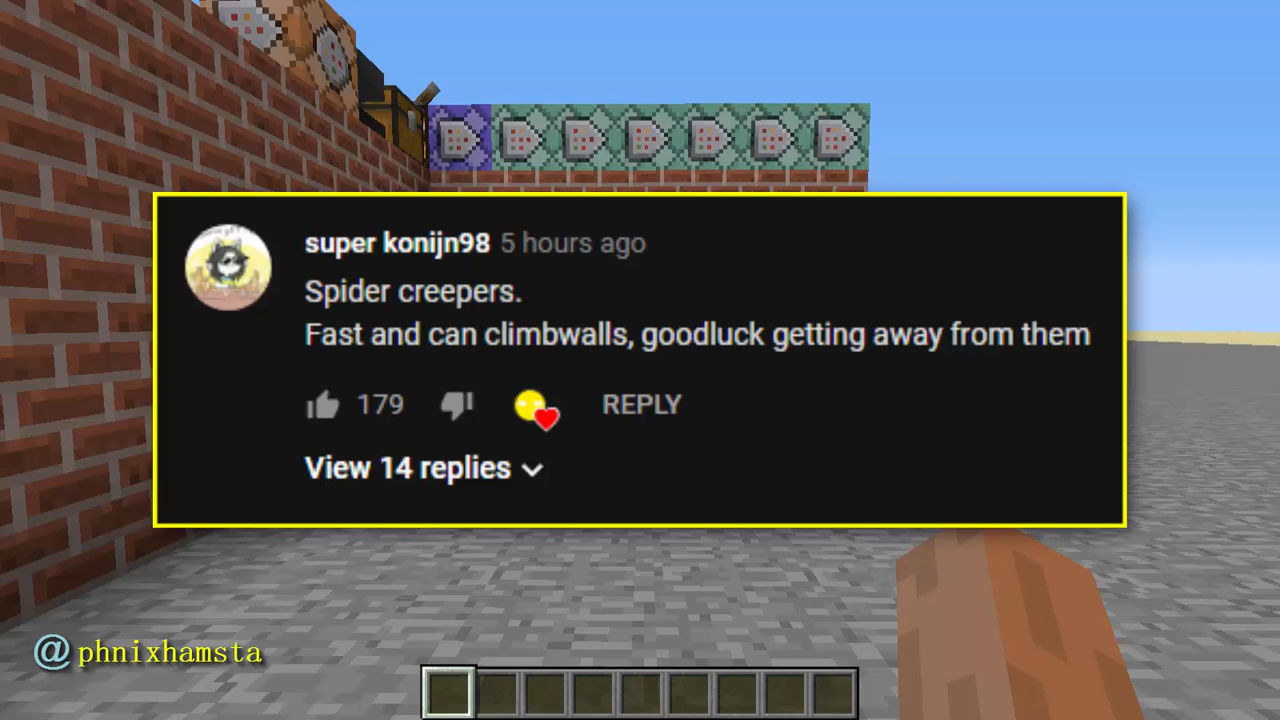 super konijn98 5 hours ago
Spider creepers.
Fast and can climbwalls, goodluck getting away from them
179 REPLY
View 14 replies
@phnixhamsta